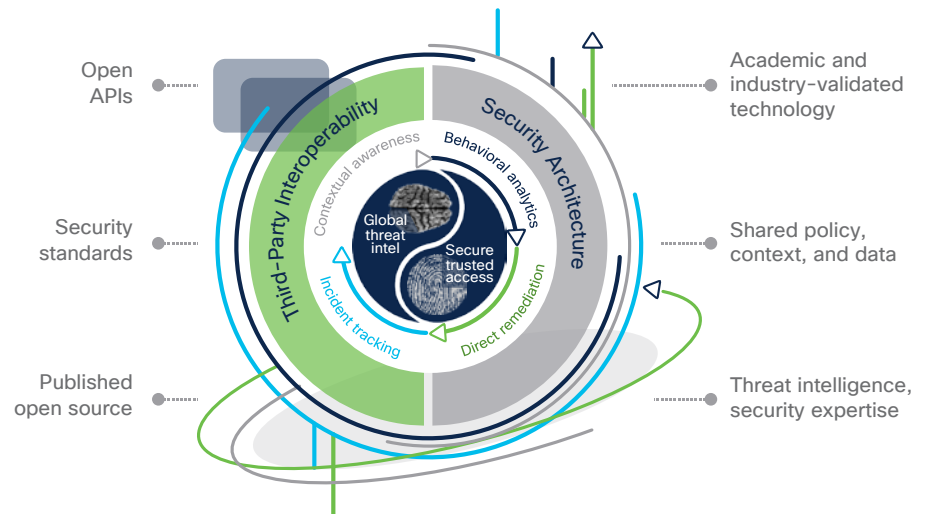 Open
APIs
Security
standards
Published
open source
Third-Party Interoperability
Security Architecture
Contextual awareness
Behavioral analytics
Direct remediation
Incident tracking
Global
threat
intel
Secure
trusted
access
Academic and
industry-validated
technology
Shared policy,
context, and data
Threat intelligence,
security expertise